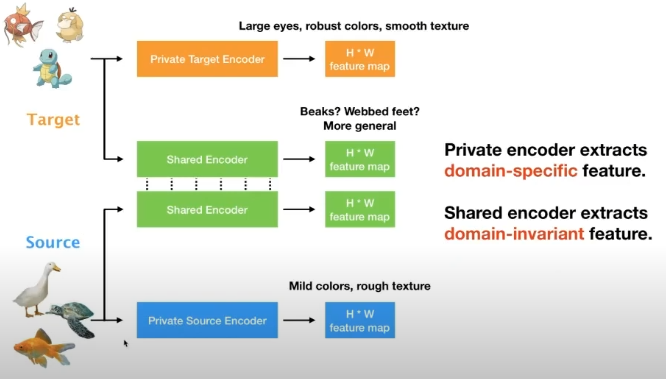 Large eyes, robust colors, smooth texture
Private Target Encoder
H * W
feature map
Target
Beaks? Webbed feet?
More general
Shared Encoder
H * W
feature map
Private encoder extracts
domain-specific feature.
Shared Encoder
H * W
feature map
Shared encoder extracts
domain-invariant feature.
Source
Mild colors, rough texture
Private Source Encoder
H * W
feature map